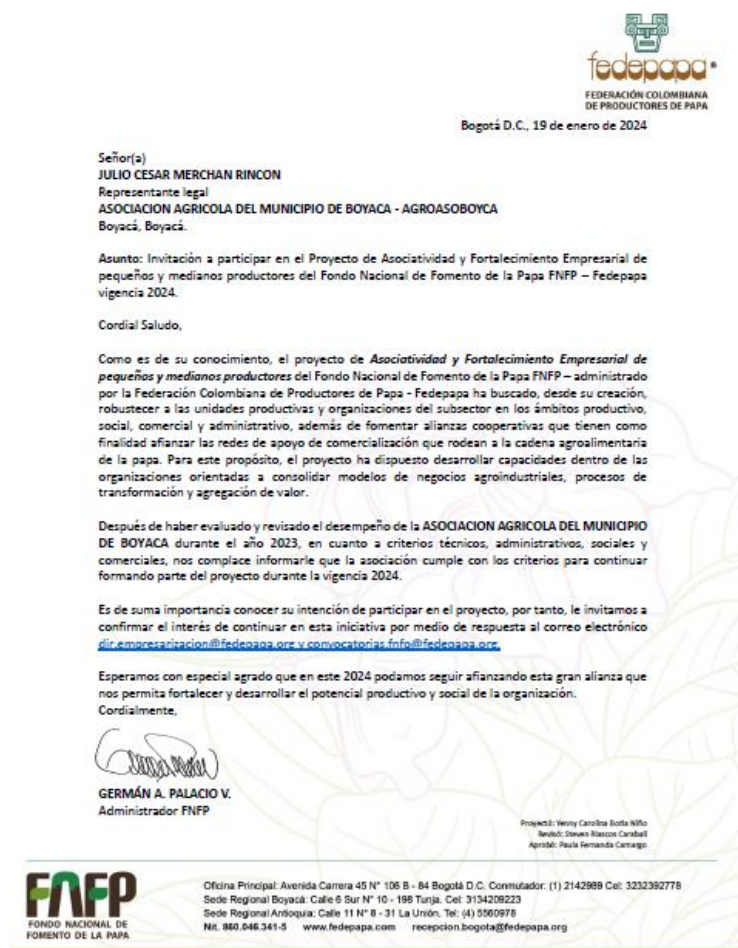 fedepapa®
FEDERACIÓN COLOMBIANA
DE PRODUCTORES DE PAPA
Bogotá D.C., 19 de enero de 2024
Señor(a)
JULIO CESAR MERCHAN RINCON
Representante legal
ASOCIACION AGRICOLA DEL MUNICIPIO DE BOYACA - AGROASOBOYCA
Boyacá, Boyacá.
Asunto: Invitación a participar en el Proyecto de Asociatividad y Fortalecimiento Empresarial de
pequeños y medianos productores del Fondo Nacional de Fomento de la Papa FNFP – Fedepapa
vigencia 2024.
Cordial Saludo,
Como es de su conocimiento, el proyecto de Asociatividad y Fortalecimiento Empresarial de
pequeños y medianos productores del Fondo Nacional de Fomento de la Papa FNFP – administrado
por la Federación Colombiana de Productores de Papa - Fedepapa ha buscado, desde su creación,
robustecer a las unidades productivas y organizaciones del subsector en los ámbitos productivo,
social, comercial y administrativo, además de fomentar alianzas cooperativas que tienen como
finalidad afianzar las redes de apoyo de comercialización que rodean a la cadena agroalimentaria
de la papa. Para este propósito, el proyecto ha dispuesto desarrollar capacidades dentro de las
organizaciones orientadas a consolidar modelos de negocios agroindustriales, procesos de
transformación y agregación de valor.
Después de haber evaluado y revisado el desempeño de la ASOCIACION AGRICOLA DEL MUNICIPIO
DE BOYACA durante el año 2023, en cuanto a criterios técnicos, administrativos, sociales y
comerciales, nos complace informarle que la asociación cumple con los criterios para continuar
formando parte del proyecto durante la vigencia 2024.
Es de suma importancia conocer su intención de participar en el proyecto, por tanto, le invitamos a
confirmar el interés de continuar en esta iniciativa por medio de respuesta al correo electrónico
dir.empresarizacion@fedepapa.org y convocatorias.fnfp@fedepapa.org.
Esperamos con especial agrado que en este 2024 podamos seguir afianzando esta gran alianza que
nos permita fortalecer y desarrollar el potencial productivo y social de la organización.
Cordialmente,
GERMÁN A. PALACIO V.
Administrador FNFP
Proyectó: Yenny Carolina Botia Niño
Revisó: Steven Riascos Caraball
Aprobó: Paula Fernanda Camargo
FNFP
FONDO NACIONAL DE
FOMENTO DE LA PAPA
Oficina Principal: Avenida Carrera 45 N° 106 B - 84 Bogotá D.C. Conmutador: (1) 2142989 Cel: 3232392778
Sede Regional Boyacá: Calle 6 Sur N° 10 - 198 Tunja. Cel: 3134209223
Sede Regional Antioquia: Calle 11 N° 8 - 31 La Unión. Tel: (4) 5560978
Nit. 860.046.341-5 www.fedepapa.com recepcion.bogota@fedepapa.org